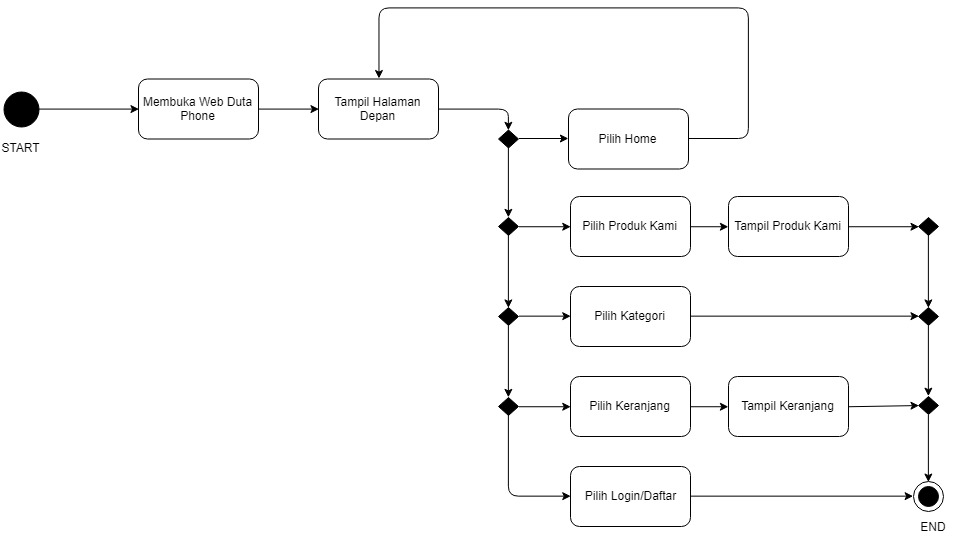 Membuka Web Duta
Phone
Tampil Halaman
Depan
START
Pilih Home
Pilih Produk Kami
Tampil Produk Kami
Pilih Kategori
Pilih Keranjang
Tampil Keranjang
Pilih Login/Daftar
END